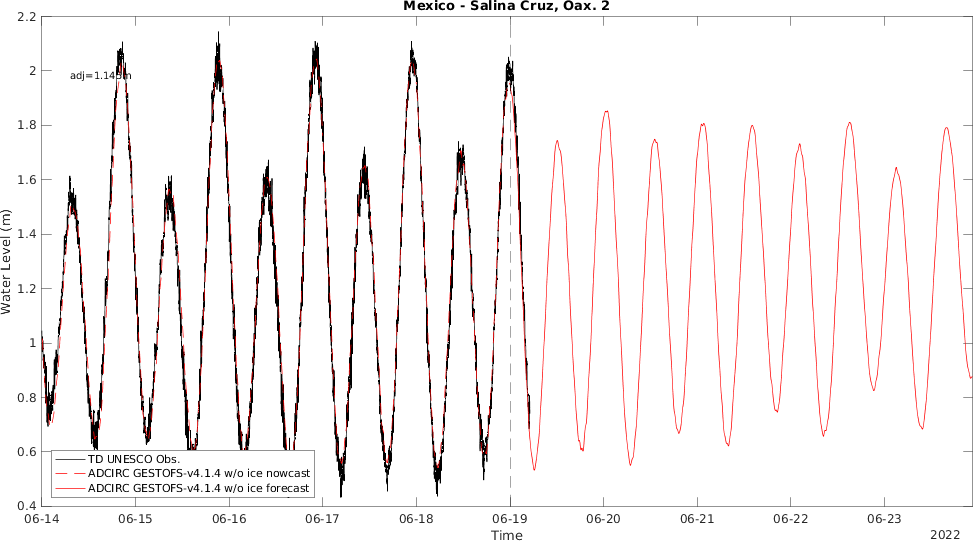 Mexico - Salina Cruz, Oax. 2
2.2
2
1.8
1.6
1.4
1.2
1
0.8
0.6
0.4
Water Level (m)
TD UNESCO Obs.
ADCIRC GESTOFS-v4.1.4 w/o ice nowcast
ADCIRC GESTOFS-v4.1.4 w/o ice forecast
06-14 06-15 06-16 06-17 06-18 06-19 06-20 06-21 06-22 06-23
Time
2022